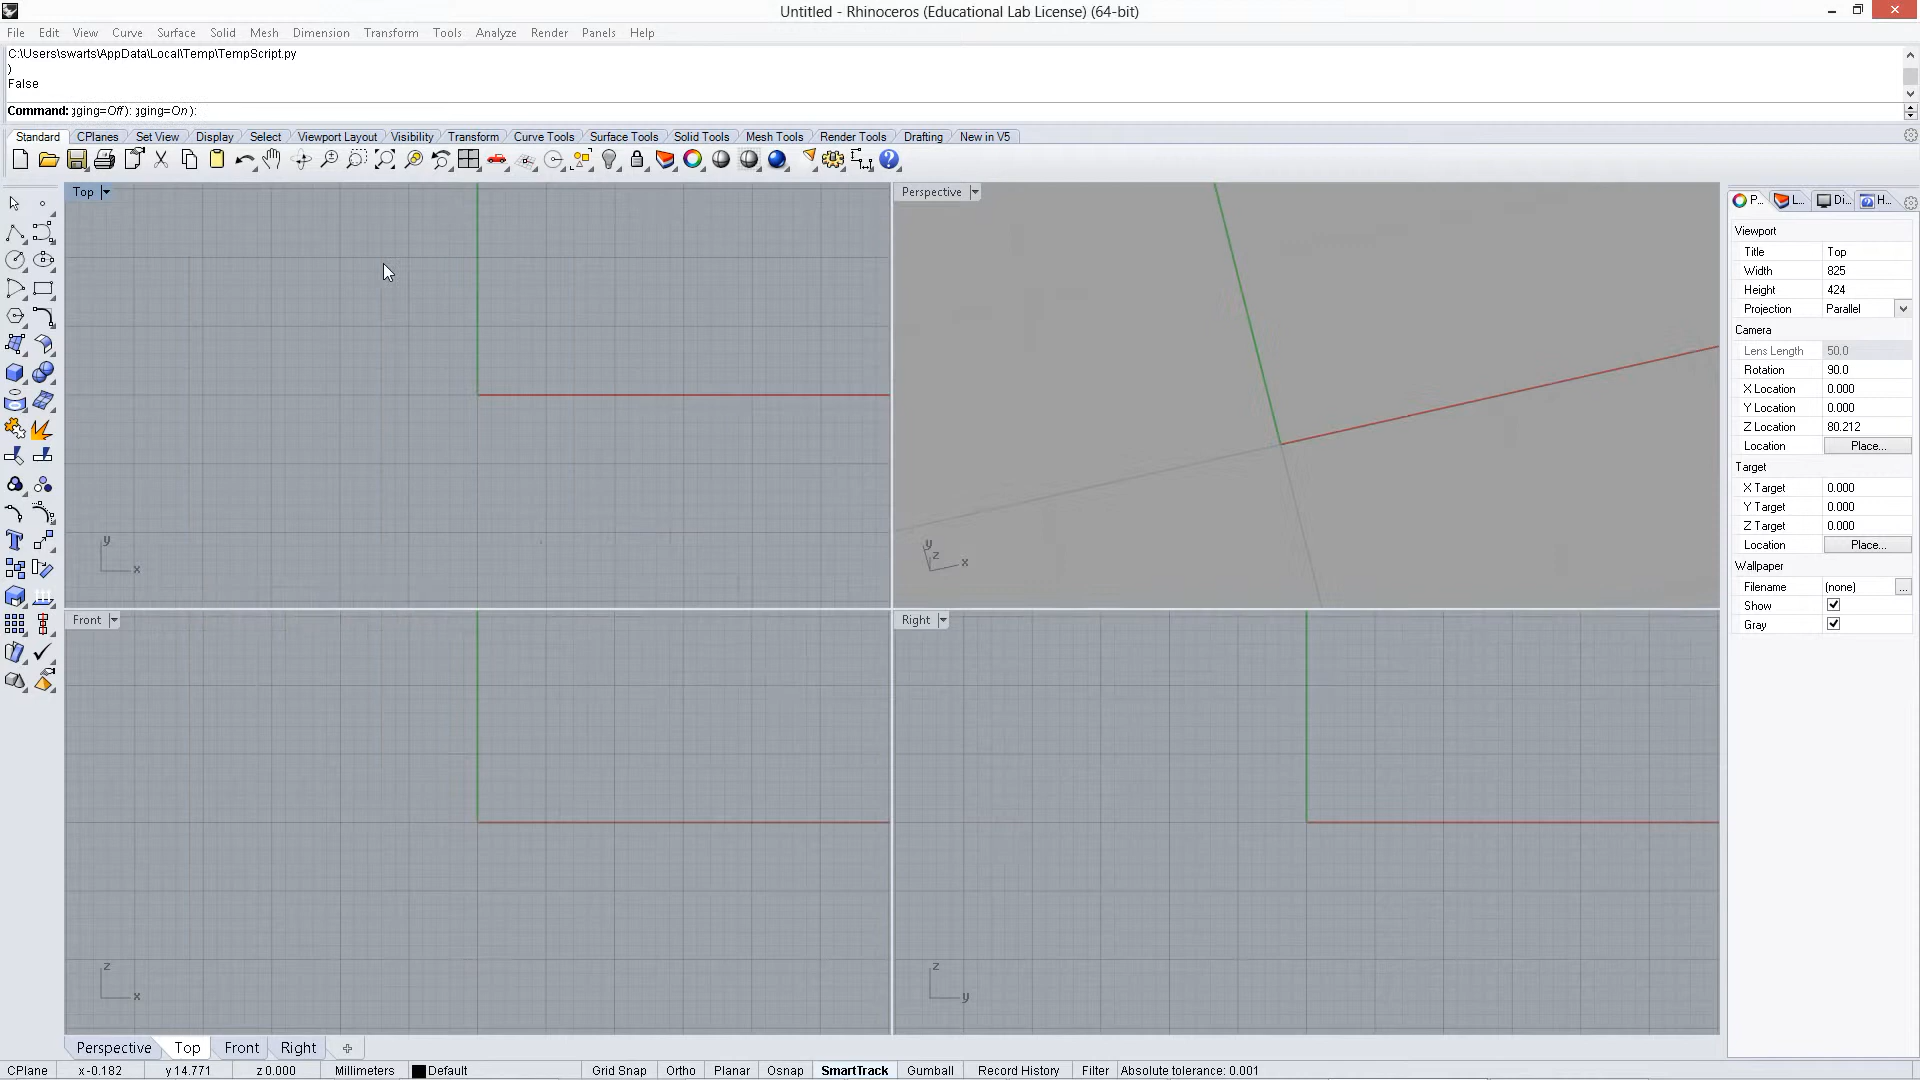 Untitled - Rhinoceros (Educational Lab License) (64-bit)
File Edit View Curve Surface Solid Mesh Dimension Transform Tools Analyze Render Panels Help
C:\Users\swarts\AppData\Local\Temp\TempScript.py
)
False
Command: gging=Off): gging=On ):
Standard CPlanes Set View Display Select Viewport Layout Visibility Transform Curve Tools Surface Tools Solid Tools Mesh Tools Render Tools Drafting New in V5
Top
Perspective
P... L... Di... H...
Viewport
Title Top
Width 825
Height 424
Projection Parallel
Camera
Lens Length 50.0
Rotation 90.0
X Location 0.000
Y Location 0.000
Z Location 80.212
Location Place...
Target
X Target 0.000
Y Target 0.000
Z Target 0.000
Location Place...
Wallpaper
Filename (none) ...
Show
Gray
y
x
y
z
x
Front
Right
z
x
z
y
Perspective Top Front Right
CPlane x -0.182 y 14.771 z 0.000 Millimeters Default Grid Snap Ortho Planar Osnap SmartTrack Gumball Record History Filter Absolute tolerance: 0.001